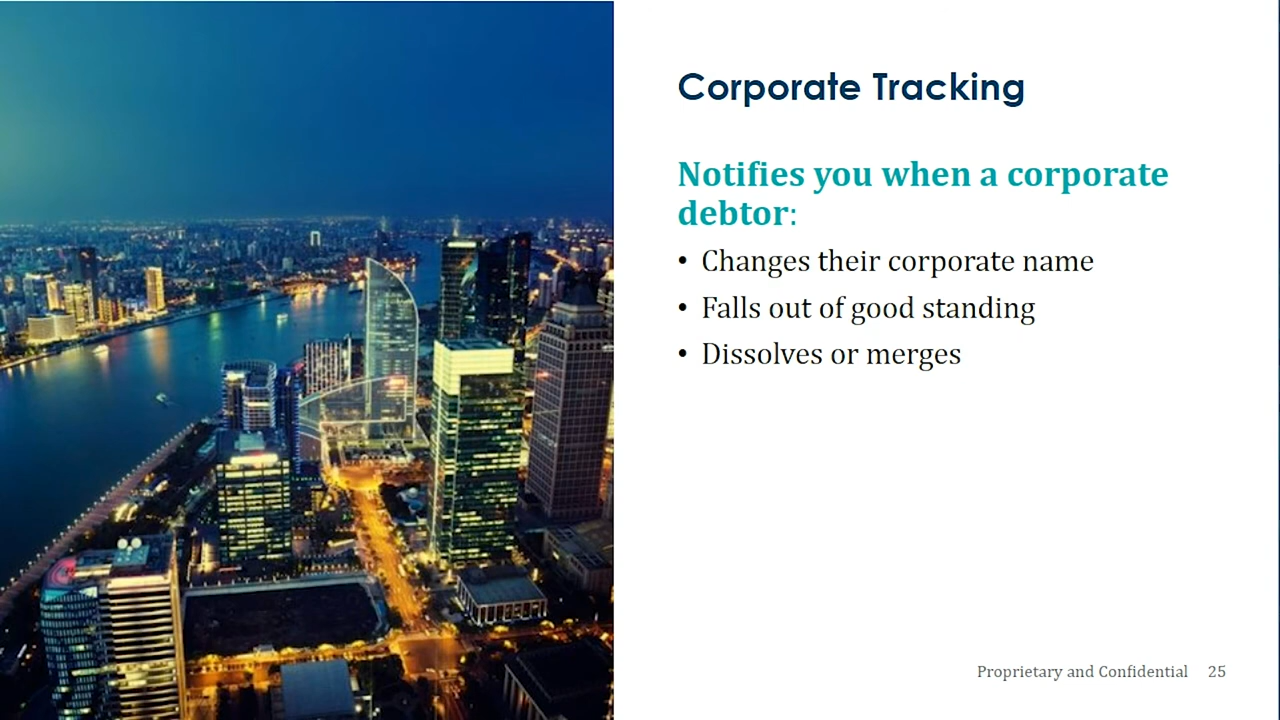 Corporate Tracking
Notifies you when a corporate
debtor:
• Changes their corporate name
• Falls out of good standing
• Dissolves or merges
Proprietary and Confidential 25